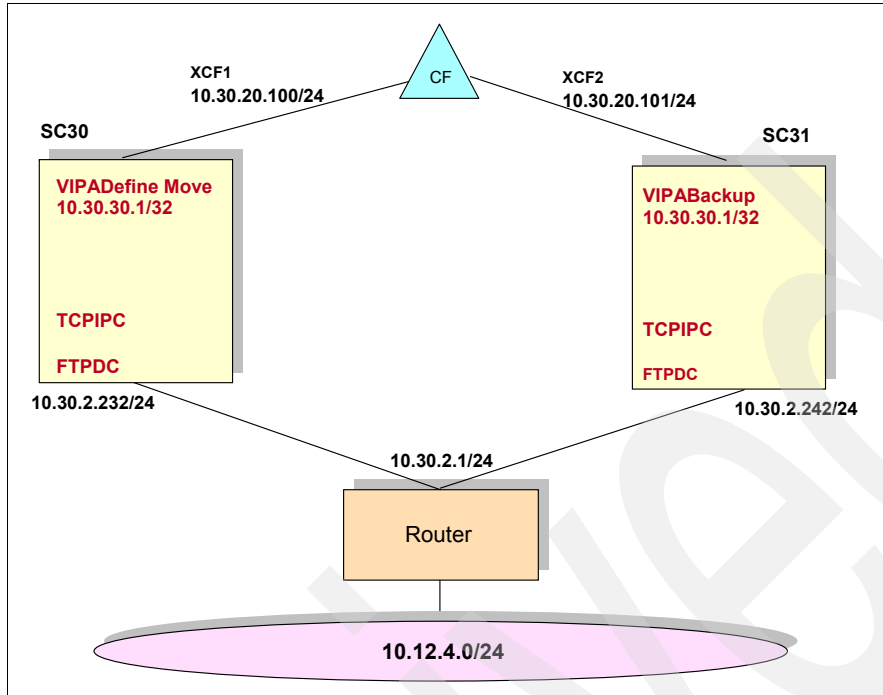 CF
XCF1
10.30.20.100/24
XCF2
10.30.20.101/24
SC30
SC31
VIPADefine Move
10.30.30.1/32
VIPABackup
10.30.30.1/32
TCPIPC
TCPIPC
FTPDC
FTPDC
10.30.2.232/24
10.30.2.242/24
10.30.2.1/24
Router
10.12.4.0/24